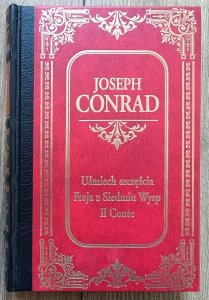 JOSEPH
CONRAD
Uśmiech szczęścia
Freja z Siedmiu Wysp
Il Conte